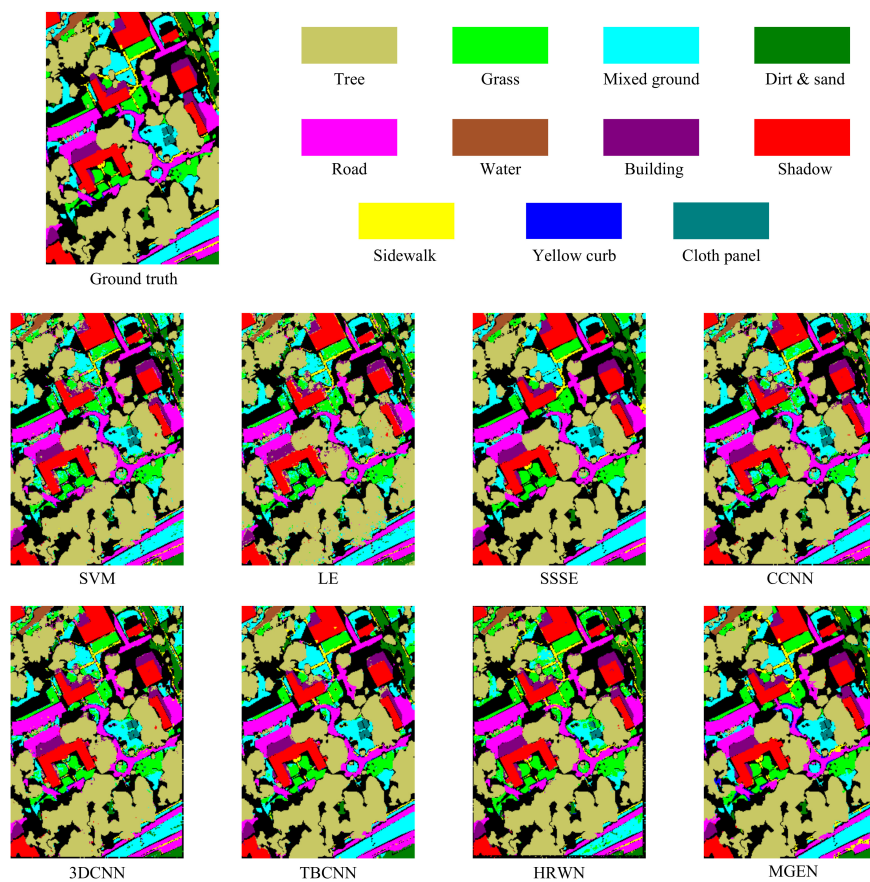 Tree Grass Mixed ground Dirt & sand
Road Water Building Shadow
Sidewalk Yellow curb Cloth panel
Ground truth
SVM LE SSSE CCNN
3DCNN TBCNN HRWN MGEN